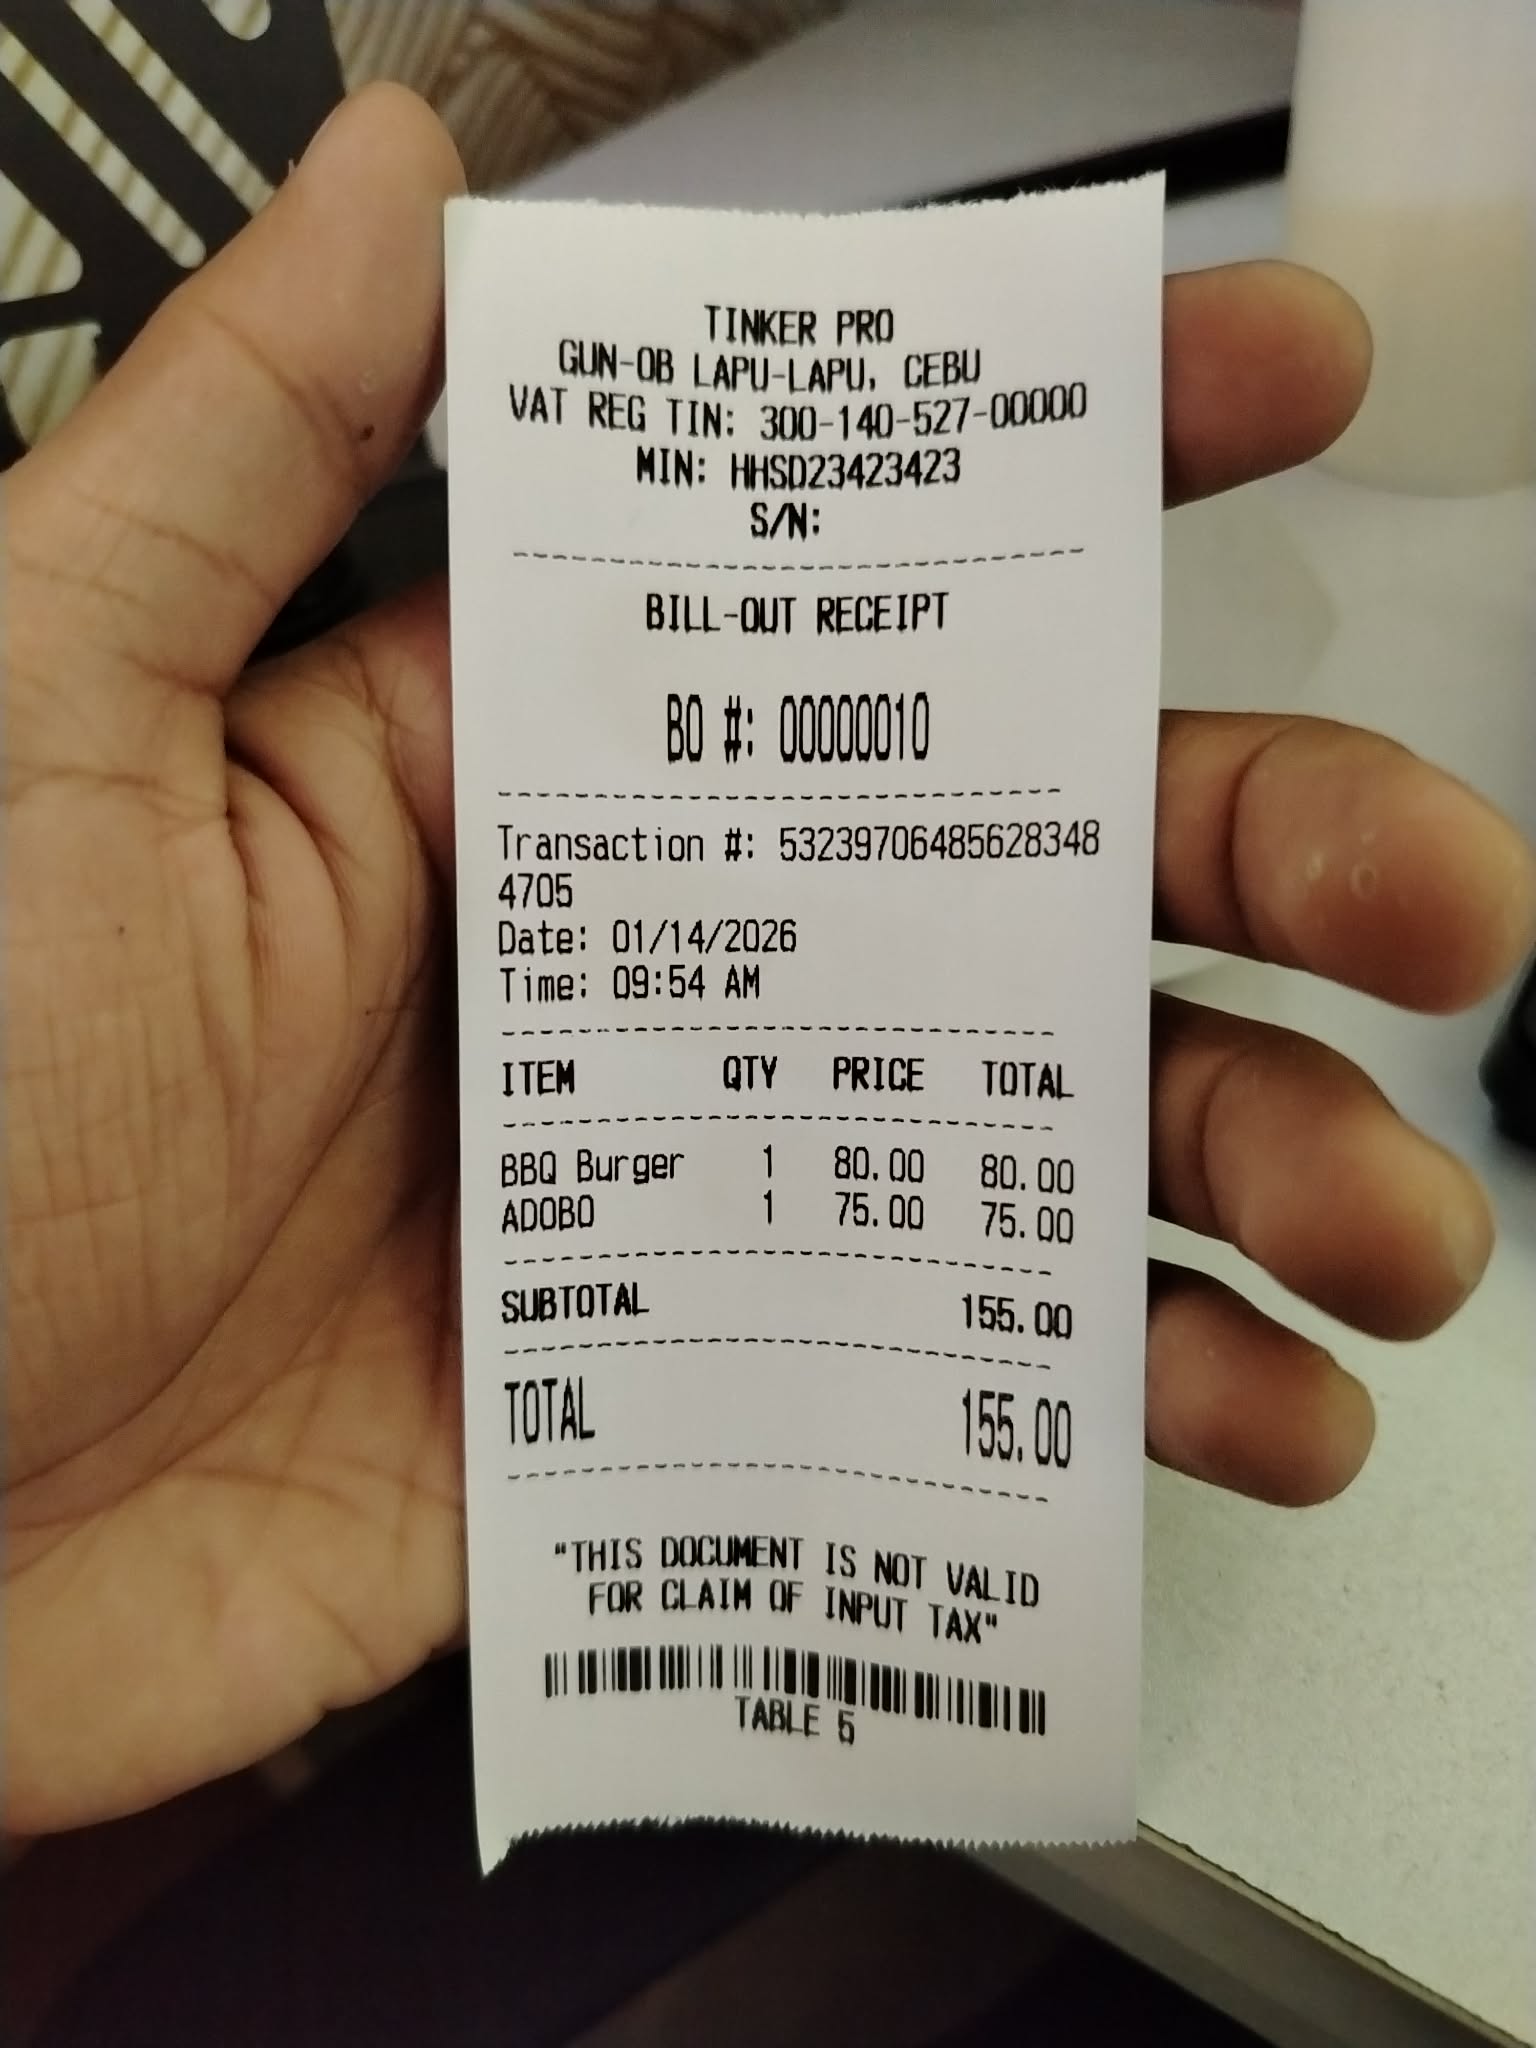 TINKER PRO
GUN-OB LAPU-LAPU, CEBU
VAT REG TIN: 300-140-527-00000
MIN: HHSD23423423
S/N:
BILL-OUT RECEIPT
BO #: 00000010
Transaction #: 53239706485628348
4705
Date: 01/14/2026
Time: 09:54 AM
ITEM QTY PRICE TOTAL
BBQ Burger 1 80.00 80.00
ADOBO 1 75.00 75.00
SUBTOTAL 155.00
TOTAL 155.00
"THIS DOCUMENT IS NOT VALID
FOR CLAIM OF INPUT TAX"
TABLE 5